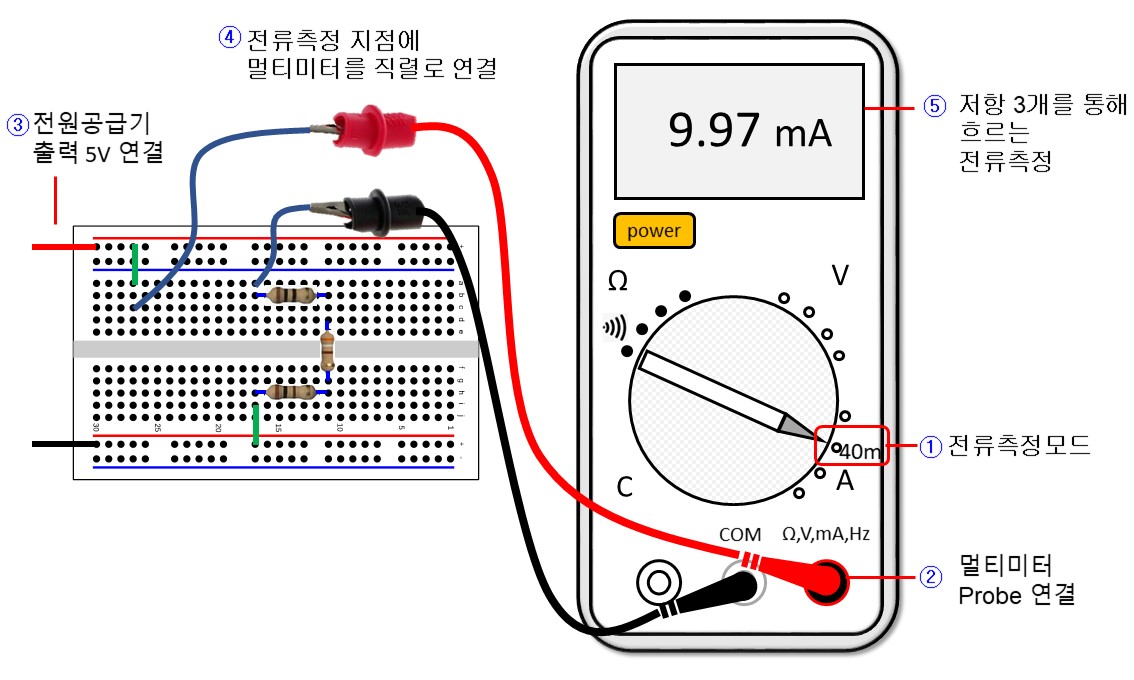 ④ 전류측정 지점에
멀티미터를 직렬로 연결
③ 전원공급기
출력 5V 연결
9.97 mA
⑤ 저항 3개를 통해
흐르는
전류측정
power
Ω
V
40m
A
C
① 전류측정모드
COM
Ω,V,mA,Hz
② 멀티미터
Probe 연결
+
a
b
c
d
e
f
g
h
i
j
30
25
20
15
10
5
1
+
-